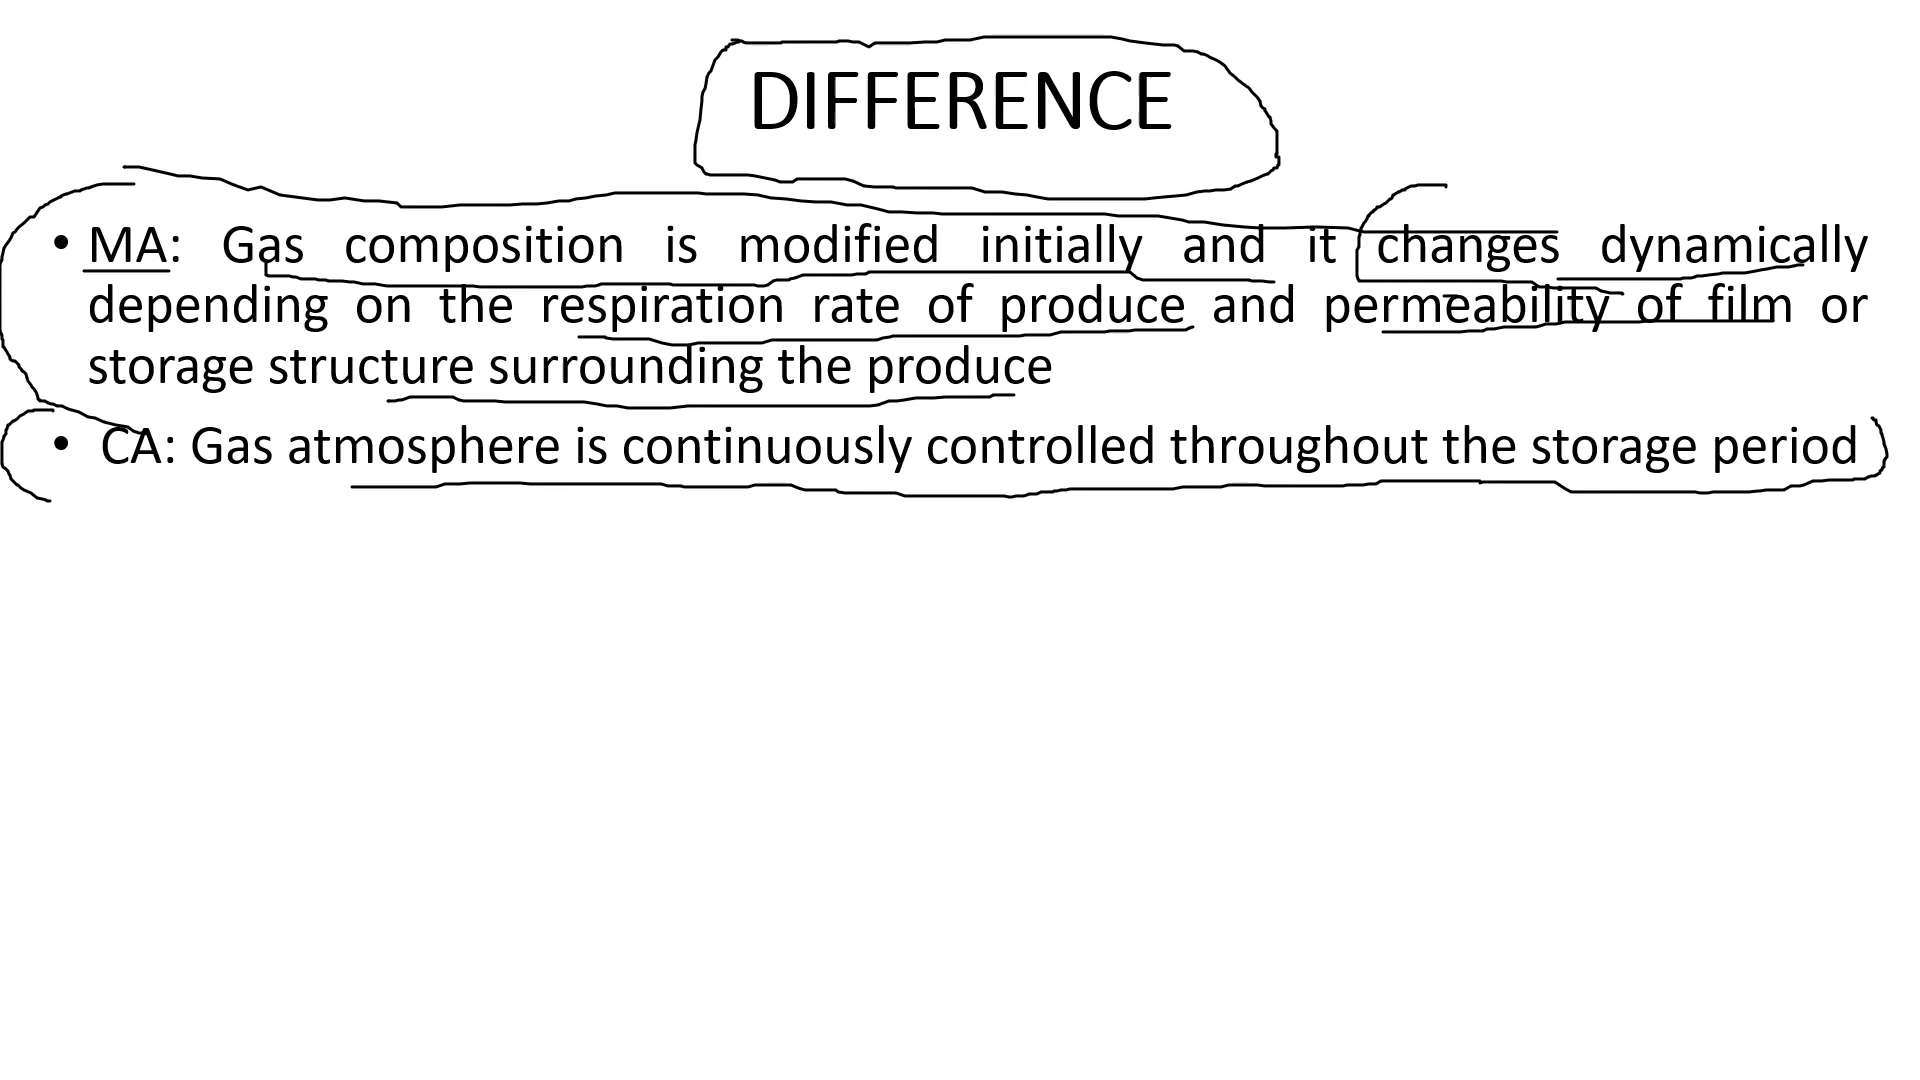 DIFFERENCE
• MA: Gas composition is modified initially and it changes dynamically
depending on the respiration rate of produce and permeability of film or
storage structure surrounding the produce
• CA: Gas atmosphere is continuously controlled throughout the storage period